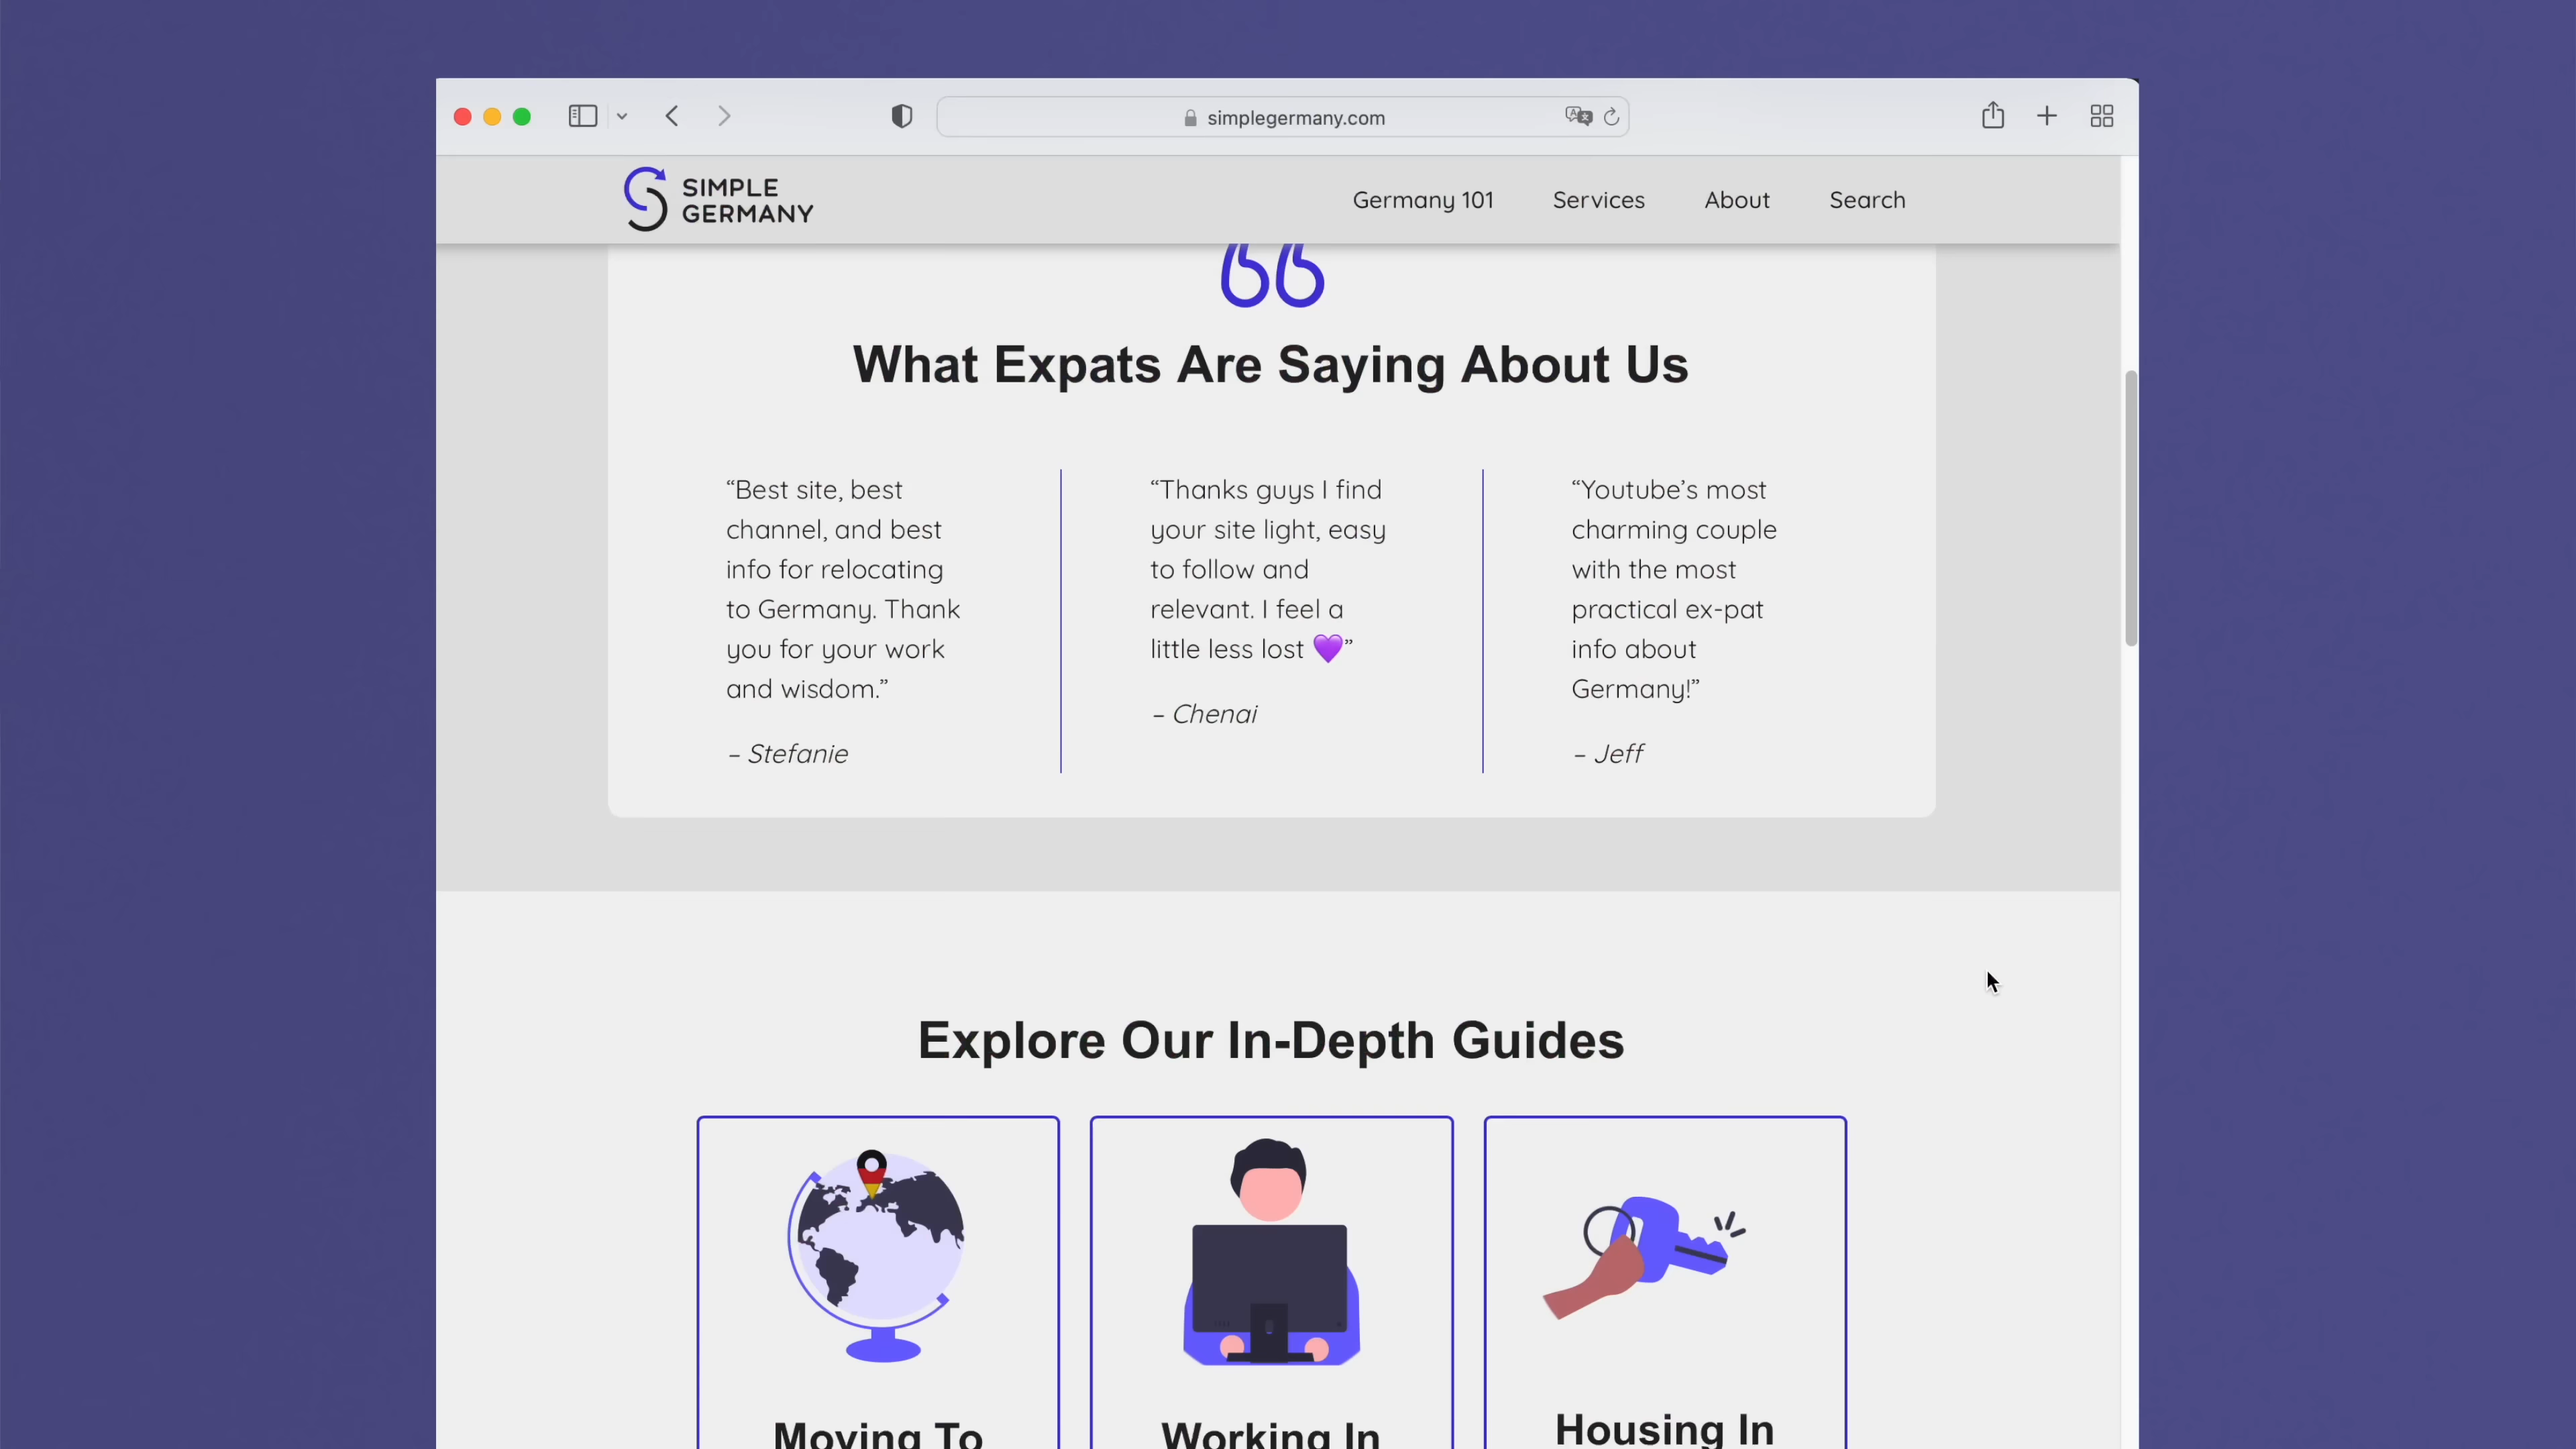 simplegermany.com
SIMPLE
GERMANY
Germany 101
Services
About
Search
What Expats Are Saying About Us
“Best site, best
channel, and best
info for relocating
to Germany. Thank
you for your work
and wisdom.”
– Stefanie
“Thanks guys I find
your site light, easy
to follow and
relevant. I feel a
little less lost 💜”
– Chenai
“Youtube’s most
charming couple
with the most
practical ex-pat
info about
Germany!”
– Jeff
Explore Our In-Depth Guides
Moving To
Working In
Housing In